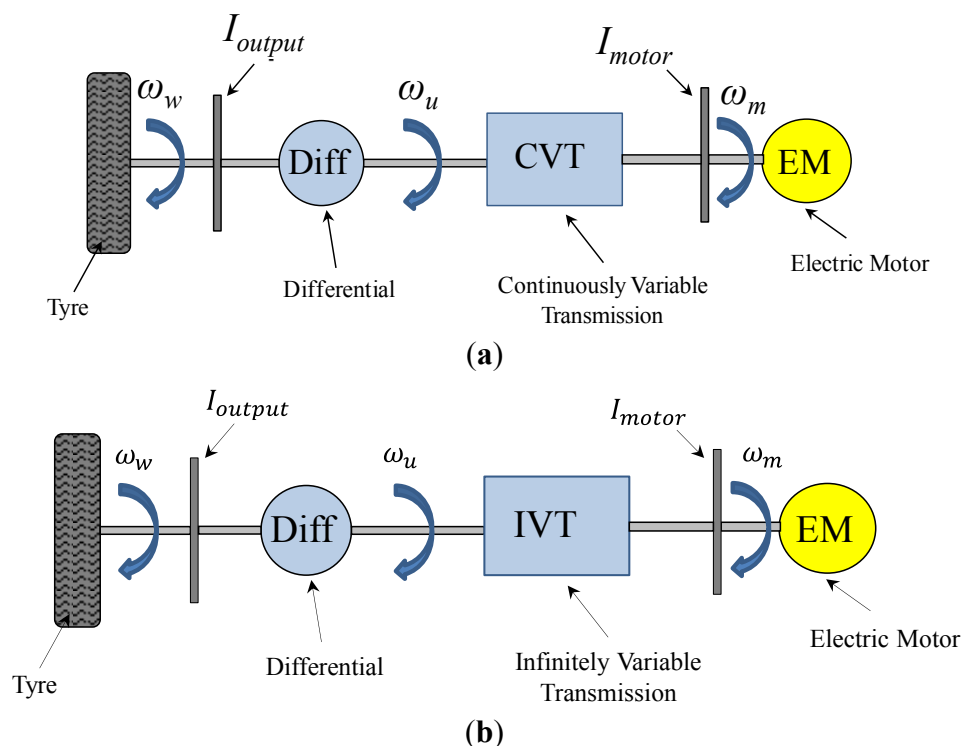 I_output
I_motor
ω_w
ω_u
ω_m
Diff
CVT
EM
Tyre
Differential
Continuously Variable
Transmission
Electric Motor
(a)
I_output
I_motor
ω_w
ω_u
ω_m
Diff
IVT
EM
Tyre
Differential
Infinitely Variable
Transmission
Electric Motor
(b)